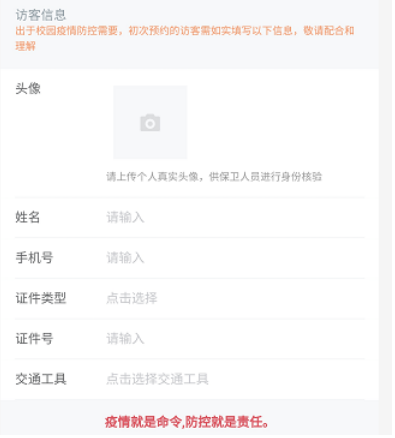 访客信息
出于校园疫情防控需要，初次预约的访客需如实填写以下信息，敬请配合和
理解
头像
请上传个人真实头像，供保卫人员进行身份核验
姓名 请输入
手机号 请输入
证件类型 点击选择
证件号 请输入
交通工具 点击选择交通工具
疫情就是命令,防控就是责任。